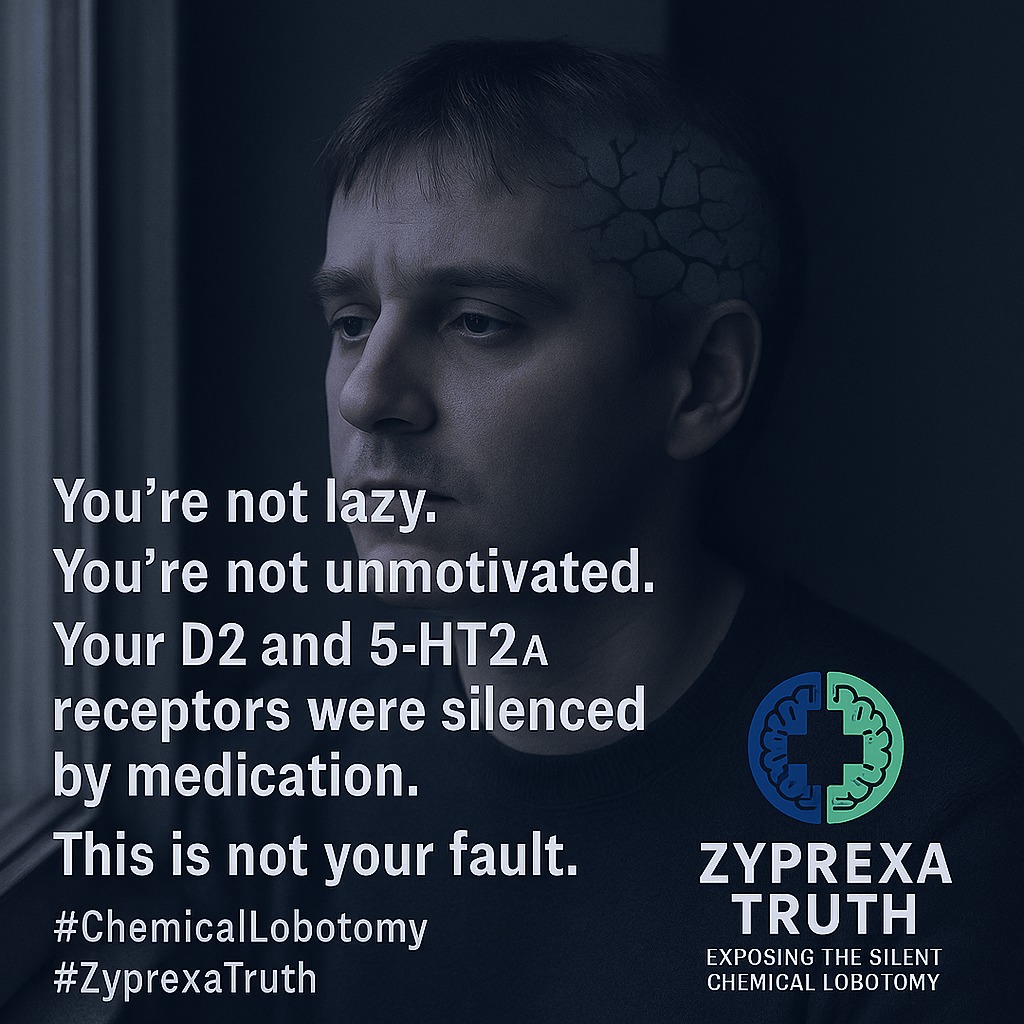 You're not lazy.
You're not unmotivated.
Your D2 and 5-HT2A
receptors were silenced
by medication.
This is not your fault.
#ChemicalLobotomy
#ZyprexaTruth
ZYPREXA
TRUTH
EXPOSING THE SILENT
CHEMICAL LOBOTOMY